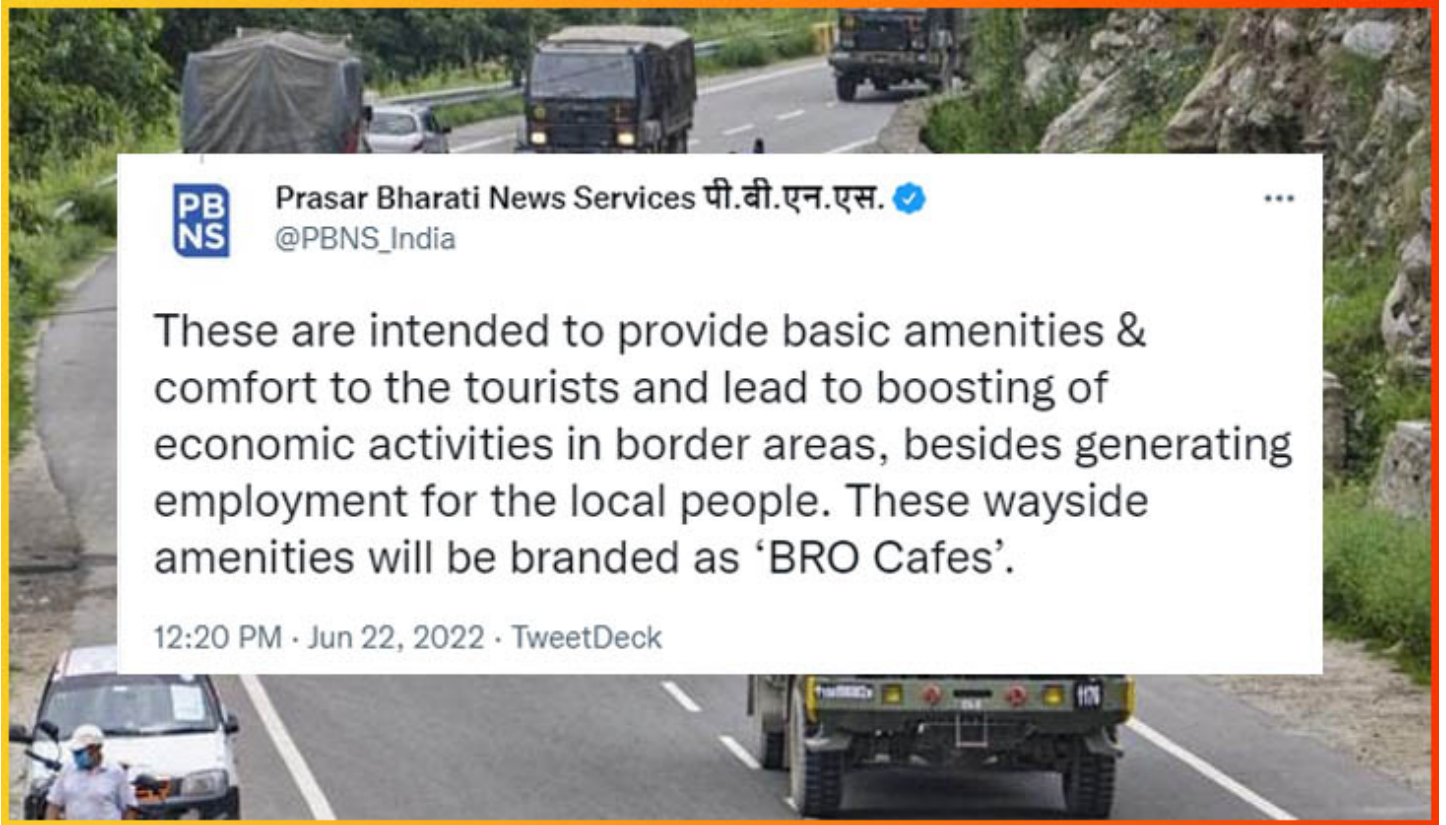 PB
NS
Prasar Bharati News Services पी.बी.एन.एस.
@PBNS_India
These are intended to provide basic amenities &
comfort to the tourists and lead to boosting of
economic activities in border areas, besides generating
employment for the local people. These wayside
amenities will be branded as ‘BRO Cafes’.
12:20 PM · Jun 22, 2022 · TweetDeck